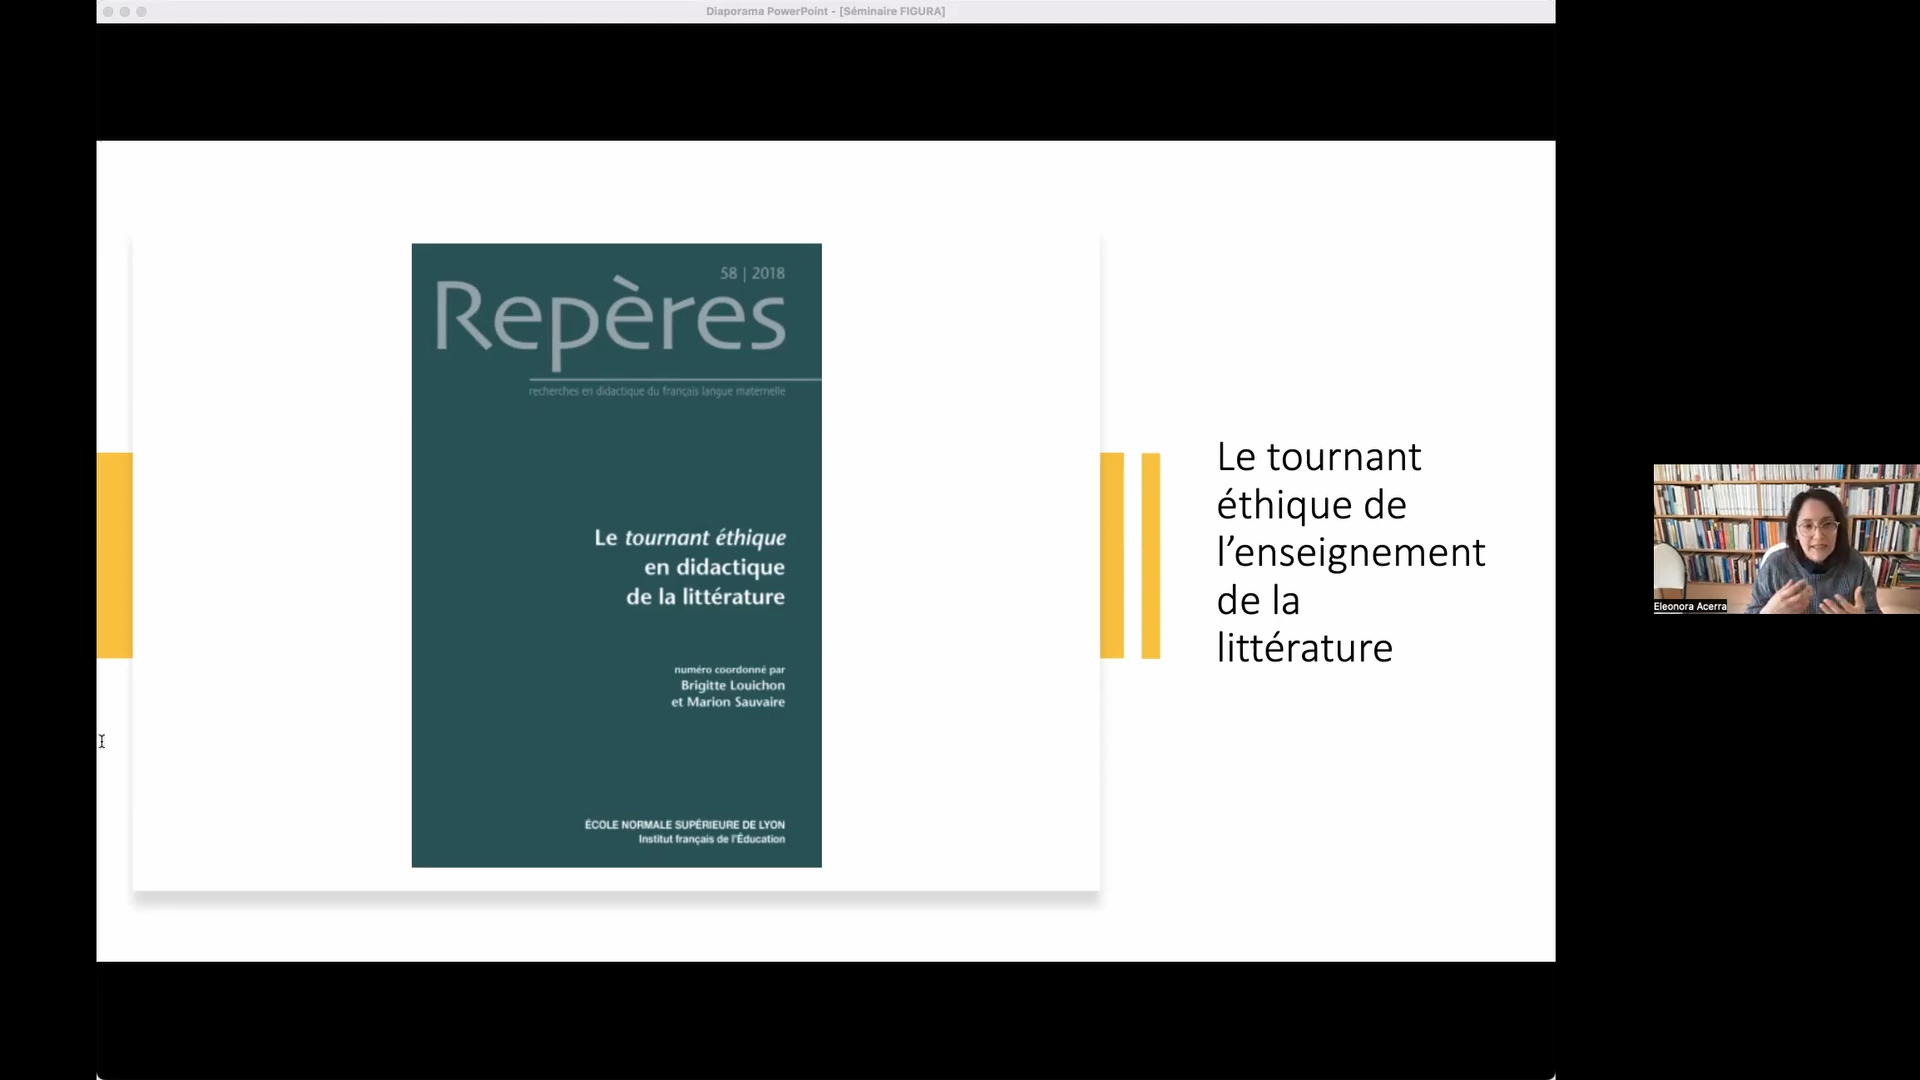 Diaporama PowerPoint - [Séminaire FIGURA]
58 | 2018
Repères
recherches en didactique du français langue maternelle
Le tournant éthique
en didactique
de la littérature
numéro coordonné par
Brigitte Louichon
et Marion Sauvaire
ÉCOLE NORMALE SUPÉRIEURE DE LYON
Institut français de l'Éducation
Le tournant
éthique de
l’enseignement
de la
littérature
Eleonora Acerra